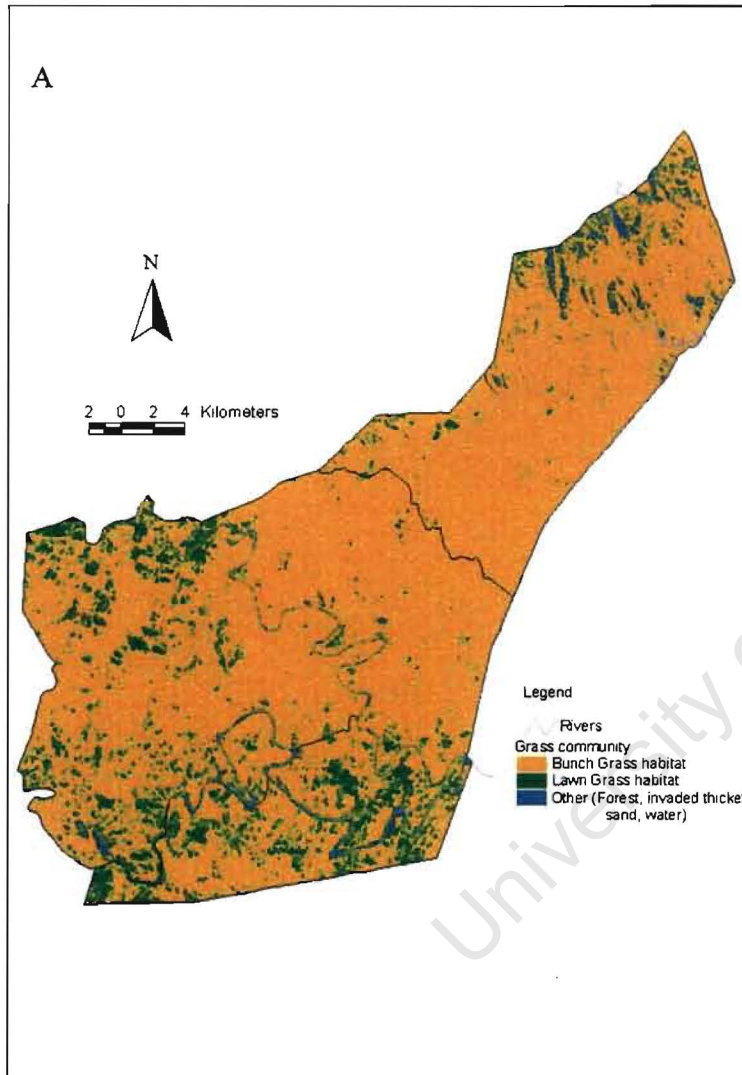 A
N
2 0 2 4 Kilometers
Legend
Rivers
Grass community
Bunch Grass habitat
Lawn Grass habitat
Other (Forest, invaded thicket
sand, water)
University